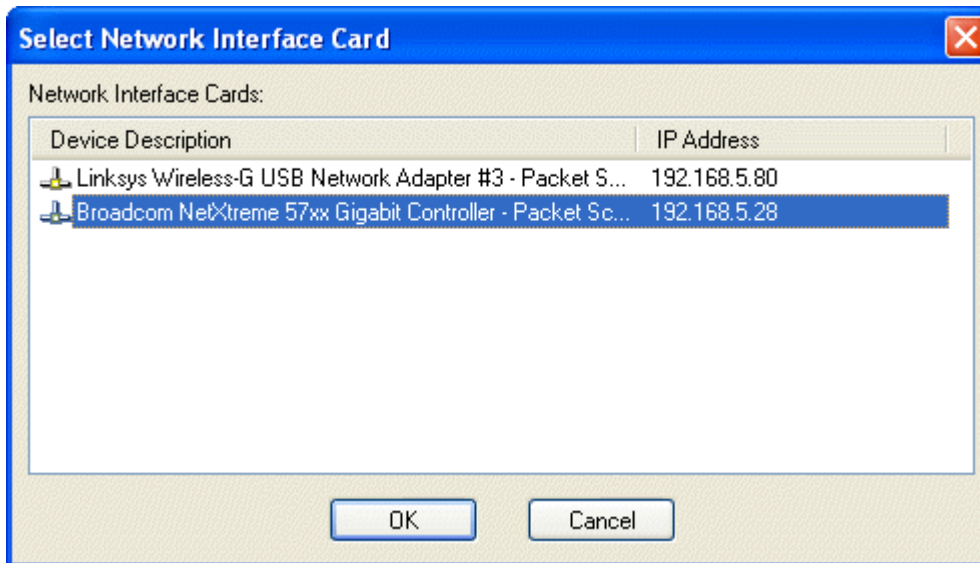 Select Network Interface Card
Network Interface Cards:
Device Description IP Address
Linksys Wireless-G USB Network Adapter #3 - Packet S... 192.168.5.80
Broadcom NetXtreme 57xx Gigabit Controller - Packet Sc... 192.168.5.28
OK Cancel